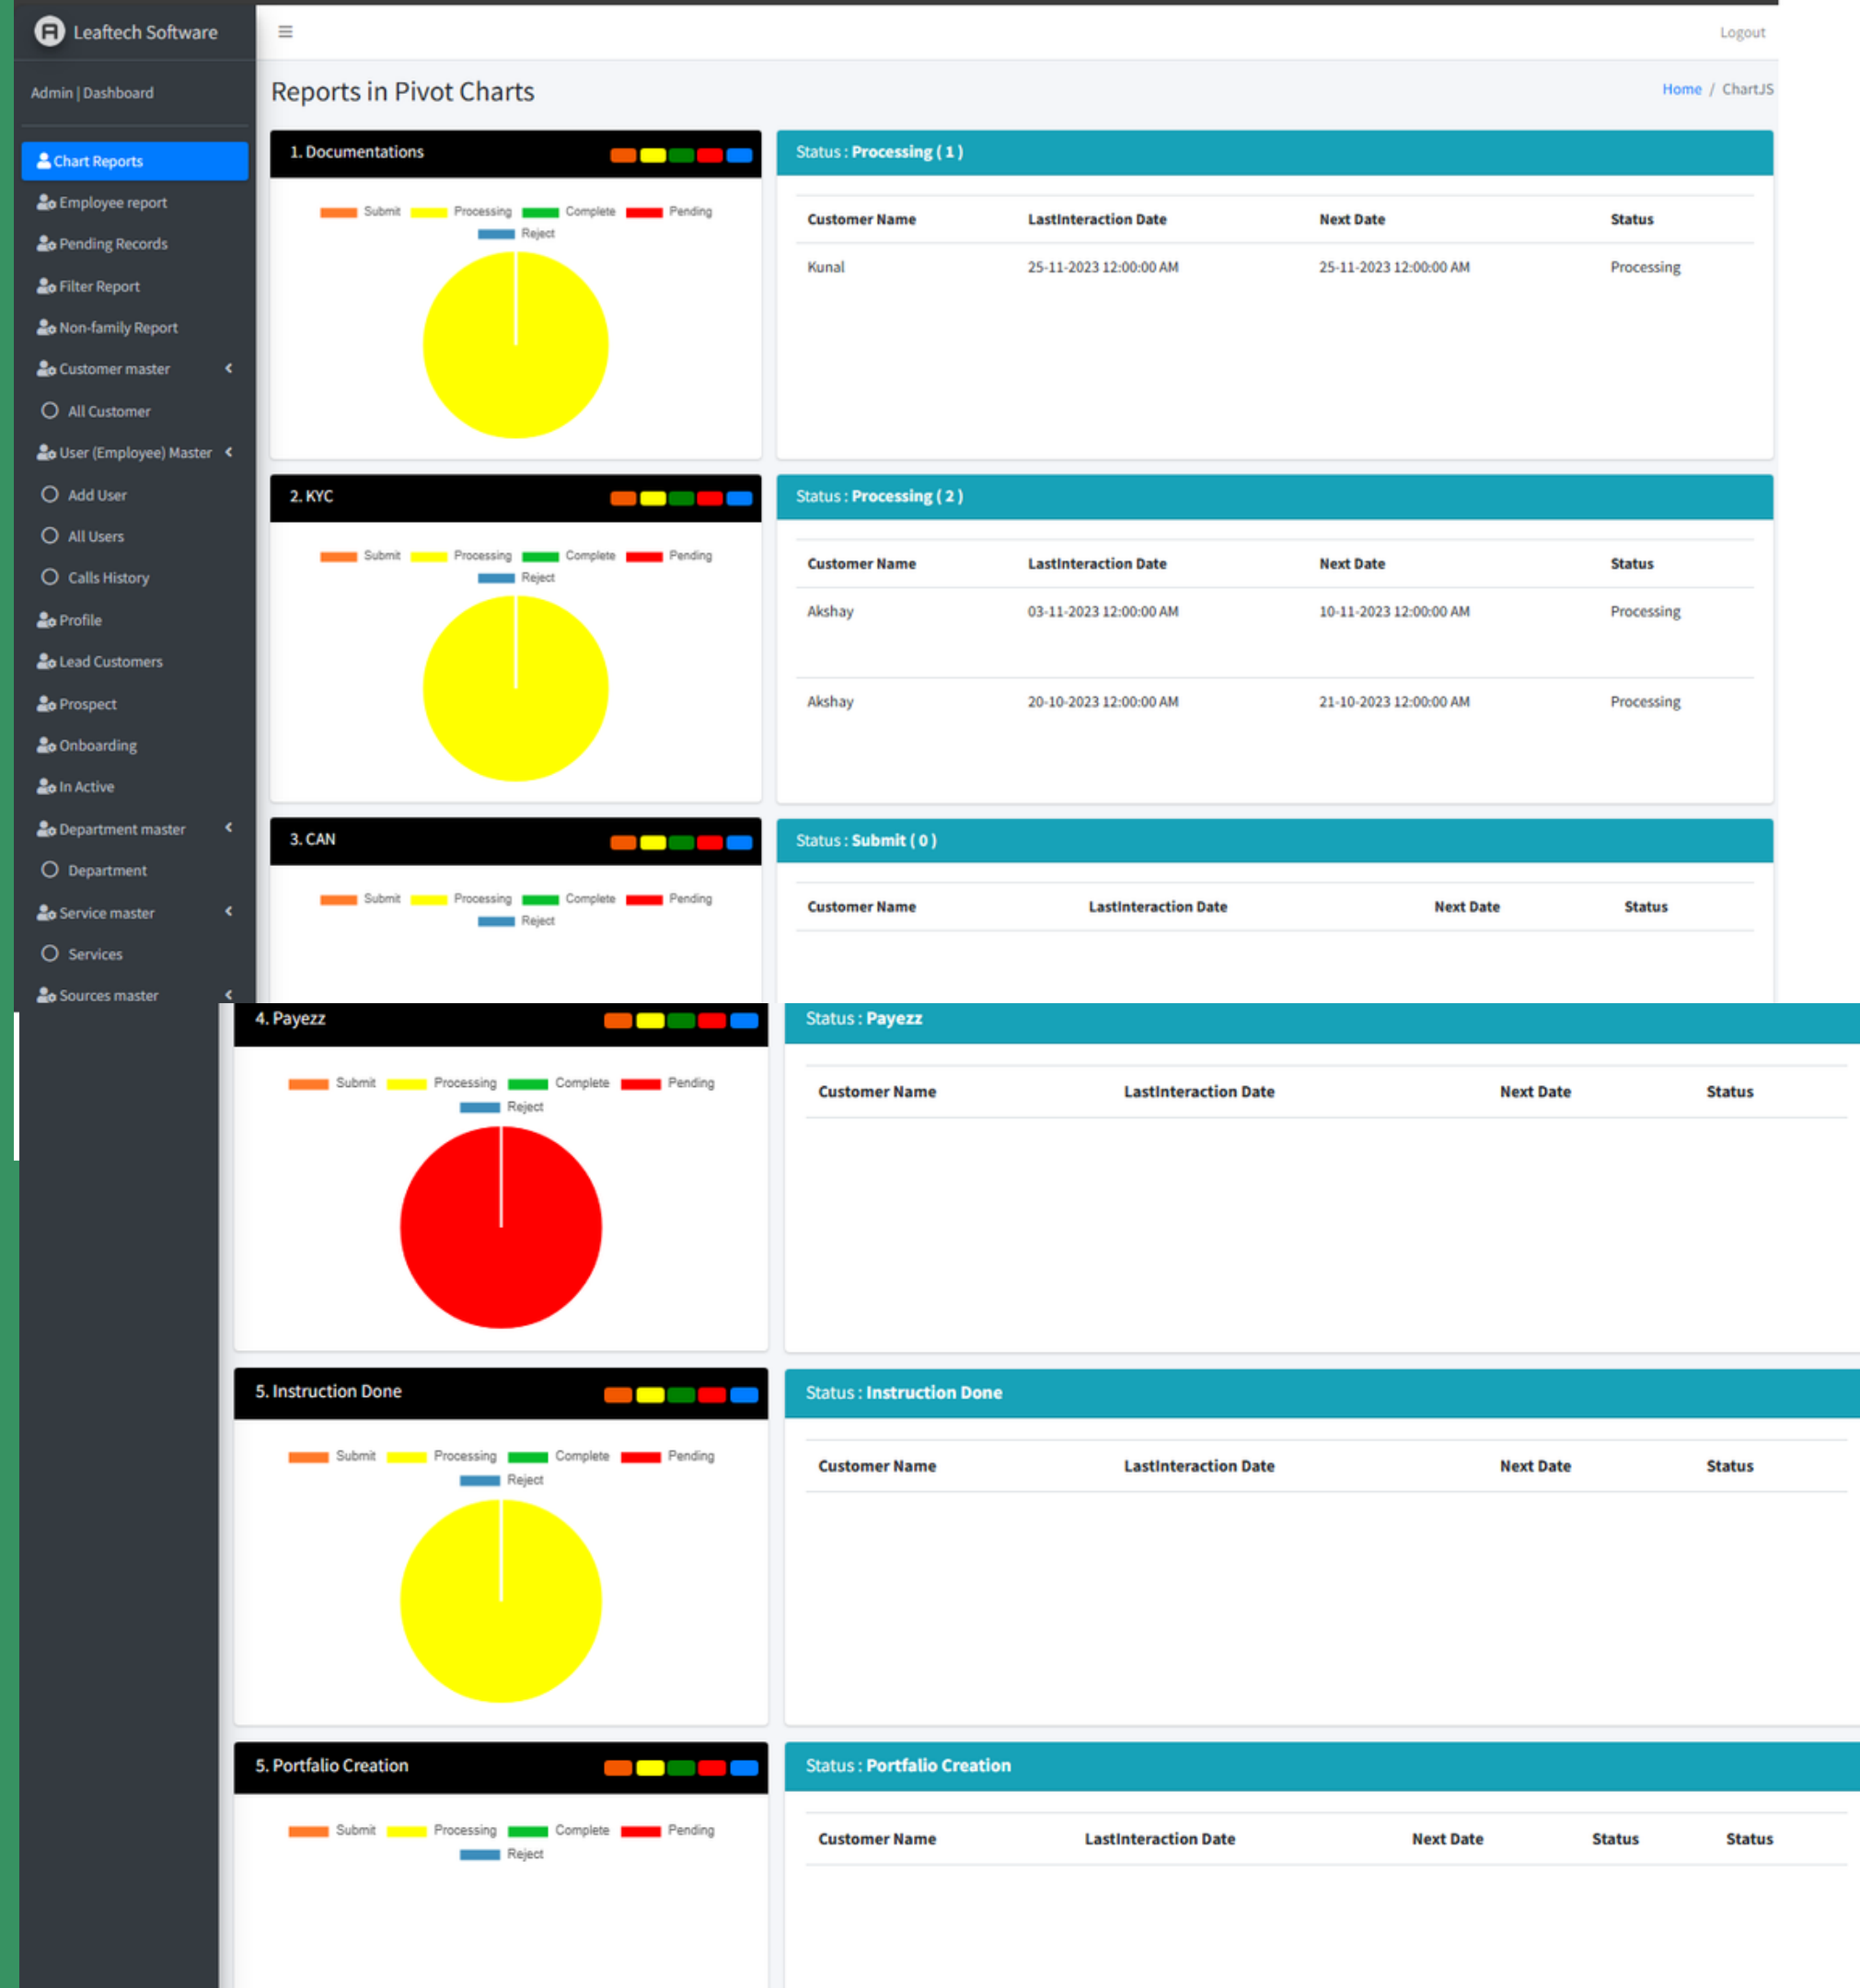 Leaftech Software
Logout
Admin | Dashboard
Reports in Pivot Charts
Home / ChartJS
Chart Reports
Employee report
Pending Records
Filter Report
Non-family Report
Customer master
All Customer
User (Employee) Master
Add User
All Users
Calls History
Profile
Lead Customers
Prospect
Onboarding
In Active
Department master
Department
Service master
Services
Sources master
1. Documentations
Submit Processing Complete Pending
Reject
Status : Processing ( 1 )
Customer Name LastInteraction Date Next Date Status
Kunal 25-11-2023 12:00:00 AM 25-11-2023 12:00:00 AM Processing
2. KYC
Submit Processing Complete Pending
Reject
Status : Processing ( 2 )
Customer Name LastInteraction Date Next Date Status
Akshay 03-11-2023 12:00:00 AM 10-11-2023 12:00:00 AM Processing
Akshay 20-10-2023 12:00:00 AM 21-10-2023 12:00:00 AM Processing
3. CAN
Submit Processing Complete Pending
Reject
Status : Submit ( 0 )
Customer Name LastInteraction Date Next Date Status
4. Payezz
Submit Processing Complete Pending
Reject
Status : Payezz
Customer Name LastInteraction Date Next Date Status
5. Instruction Done
Submit Processing Complete Pending
Reject
Status : Instruction Done
Customer Name LastInteraction Date Next Date Status
5. Portfalio Creation
Submit Processing Complete Pending
Reject
Status : Portfalio Creation
Customer Name LastInteraction Date Next Date Status Status